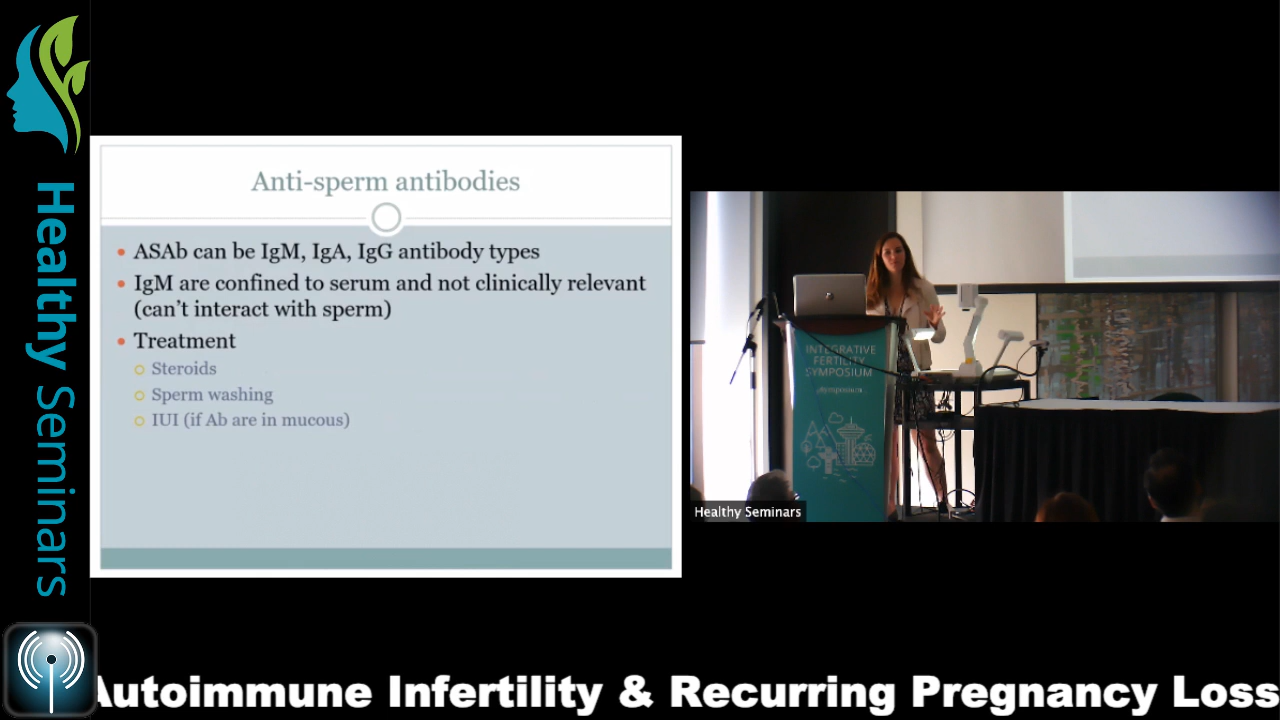 Healthy Seminars
Anti-sperm antibodies
ASAb can be IgM, IgA, IgG antibody types
IgM are confined to serum and not clinically relevant
(can't interact with sperm)
Treatment
Steroids
Sperm washing
IUI (if Ab are in mucous)
INTEGRATIVE
FERTILITY
SYMPOSIUM
Healthy Seminars
Autoimmune Infertility & Recurring Pregnancy Loss